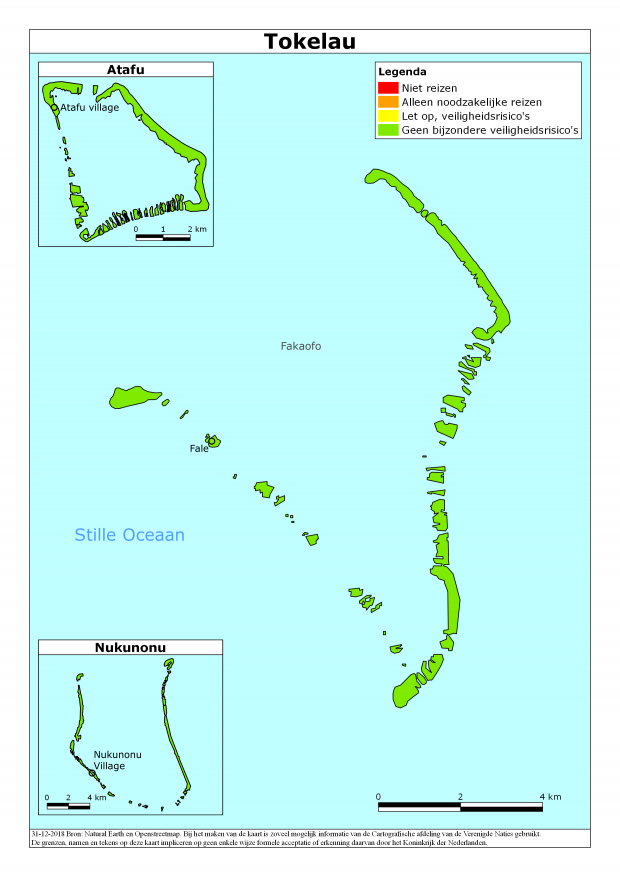 Tokelau
Atafu
Atafu village
0 1 2 km
Legenda
Niet reizen
Alleen noodzakelijke reizen
Let op, veiligheidsrisico's
Geen bijzondere veiligheidsrisico's
Fakaofo
Fale
Stille Oceaan
Nukunonu
Nukunonu
Village
0 2 4 km
0 2 4 km
31-12-2018 Bron: Natural Earth en Openstreetmap. Bij het maken van de kaart is zoveel mogelijk informatie van de Cartografische afdeling van de Verenigde Naties gebruikt.
De grenzen, namen en tekens op deze kaart impliceren op geen enkele wijze formele acceptatie of erkenning daarvan door het Koninkrijk der Nederlanden.